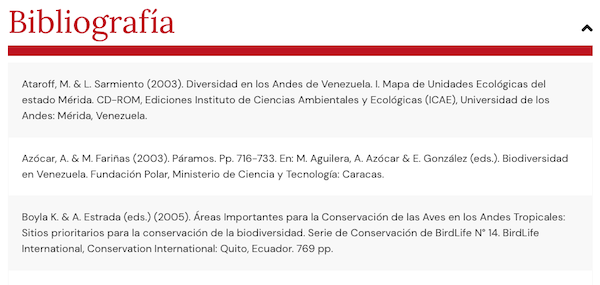 Bibliografía
Ataroff, M. & L. Sarmiento (2003). Diversidad en los Andes de Venezuela. I. Mapa de Unidades Ecológicas del
estado Mérida. CD-ROM, Ediciones Instituto de Ciencias Ambientales y Ecológicas (ICAE), Universidad de los
Andes: Mérida, Venezuela.
Azócar, A. & M. Fariñas (2003). Páramos. Pp. 716-733. En: M. Aguilera, A. Azócar & E. González (eds.). Biodiversidad
en Venezuela. Fundación Polar, Ministerio de Ciencia y Tecnología: Caracas.
Boyla K. & A. Estrada (eds.) (2005). Áreas Importantes para la Conservación de las Aves en los Andes Tropicales:
Sitios prioritarios para la conservación de la biodiversidad. Serie de Conservación de BirdLife N° 14. BirdLife
International, Conservation International: Quito, Ecuador. 769 pp.